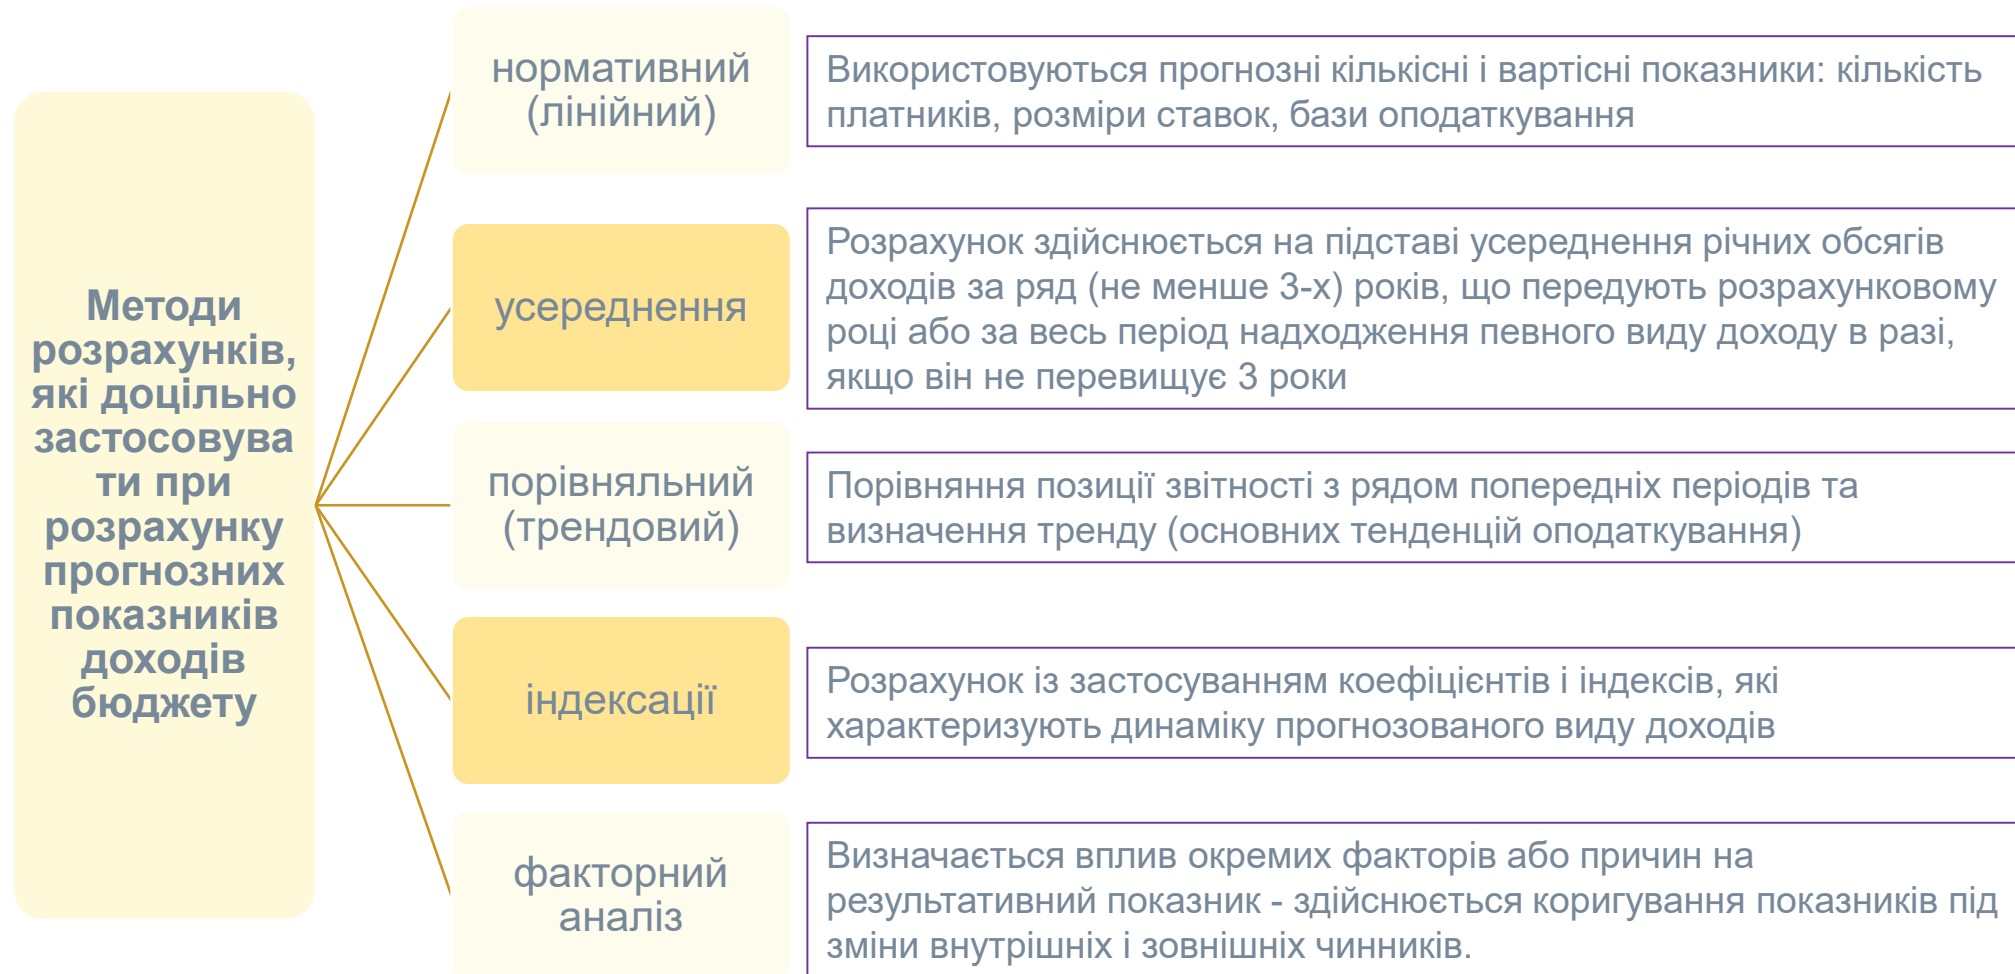 Методи
розрахунків,
які доцільно
застосовува
ти при
розрахунку
прогнозних
показників
доходів
бюджету
нормативний
(лінійний)
Використовуються прогнозні кількісні і вартісні показники: кількість
платників, розміри ставок, бази оподаткування
усереднення
Розрахунок здійснюється на підставі усереднення річних обсягів
доходів за ряд (не менше 3-х) років, що передують розрахунковому
році або за весь період надходження певного виду доходу в разі,
якщо він не перевищує 3 роки
порівняльний
(трендовий)
Порівняння позиції звітності з рядом попередніх періодів та
визначення тренду (основних тенденцій оподаткування)
індексації
Розрахунок із застосуванням коефіцієнтів і індексів, які
характеризують динаміку прогнозованого виду доходів
факторний
аналіз
Визначається вплив окремих факторів або причин на
результативний показник - здійснюється коригування показників під
зміни внутрішніх і зовнішніх чинників.